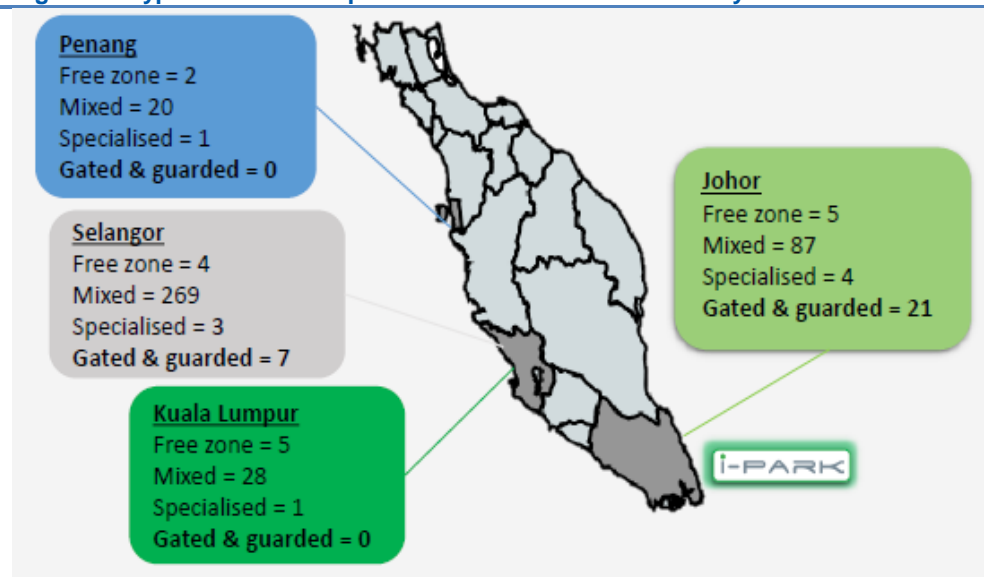 Penang
Free zone = 2
Mixed = 20
Specialised = 1
Gated & guarded = 0
Selangor
Free zone = 4
Mixed = 269
Specialised = 3
Gated & guarded = 7
Kuala Lumpur
Free zone = 5
Mixed = 28
Specialised = 1
Gated & guarded = 0
Johor
Free zone = 5
Mixed = 87
Specialised = 4
Gated & guarded = 21
i-PARK